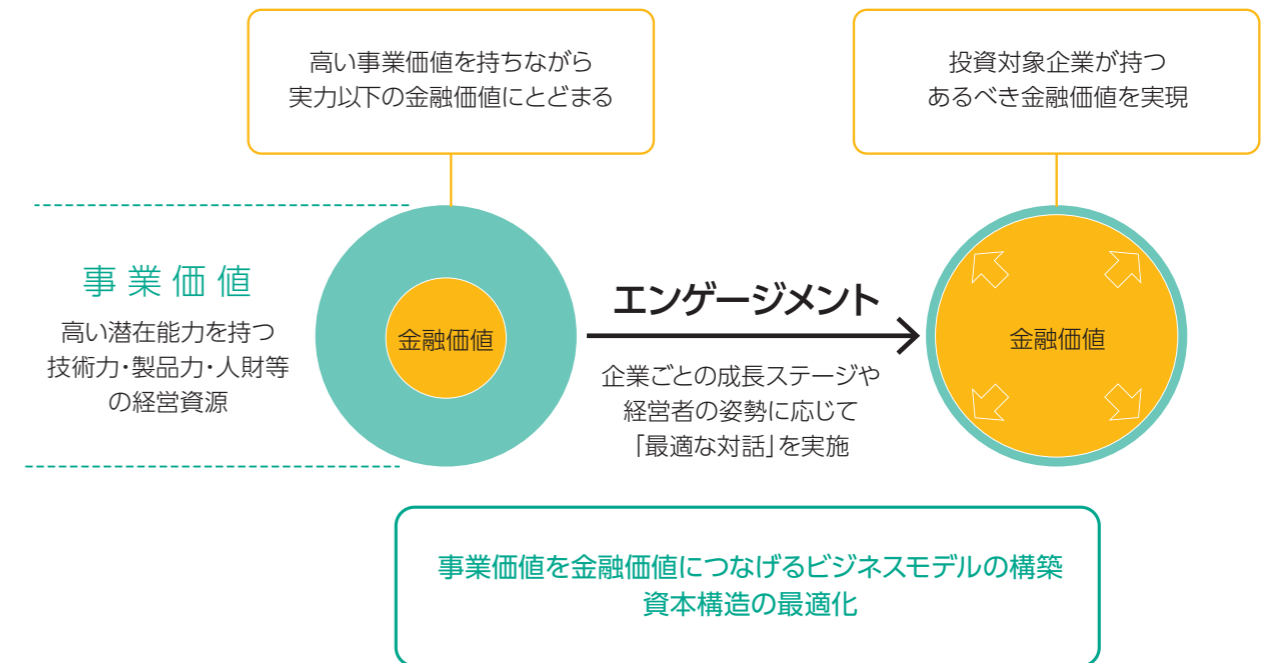 高い事業価値を持ちながら
実力以下の金融価値にとどまる
投資対象企業が持つ
あるべき金融価値を実現
事業価値
高い潜在能力を持つ
技術力・製品力・人財等
の経営資源
金融価値
エンゲージメント
企業ごとの成長ステージや
経営者の姿勢に応じて
「最適な対話」を実施
金融価値
事業価値を金融価値につなげるビジネスモデルの構築
資本構造の最適化